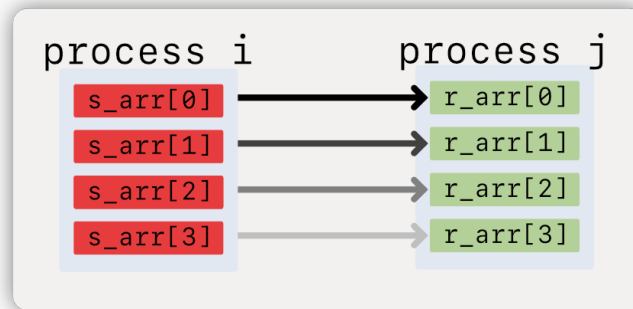 process i process j
s_arr[0] r_arr[0]
s_arr[1] r_arr[1]
s_arr[2] r_arr[2]
s_arr[3] r_arr[3]